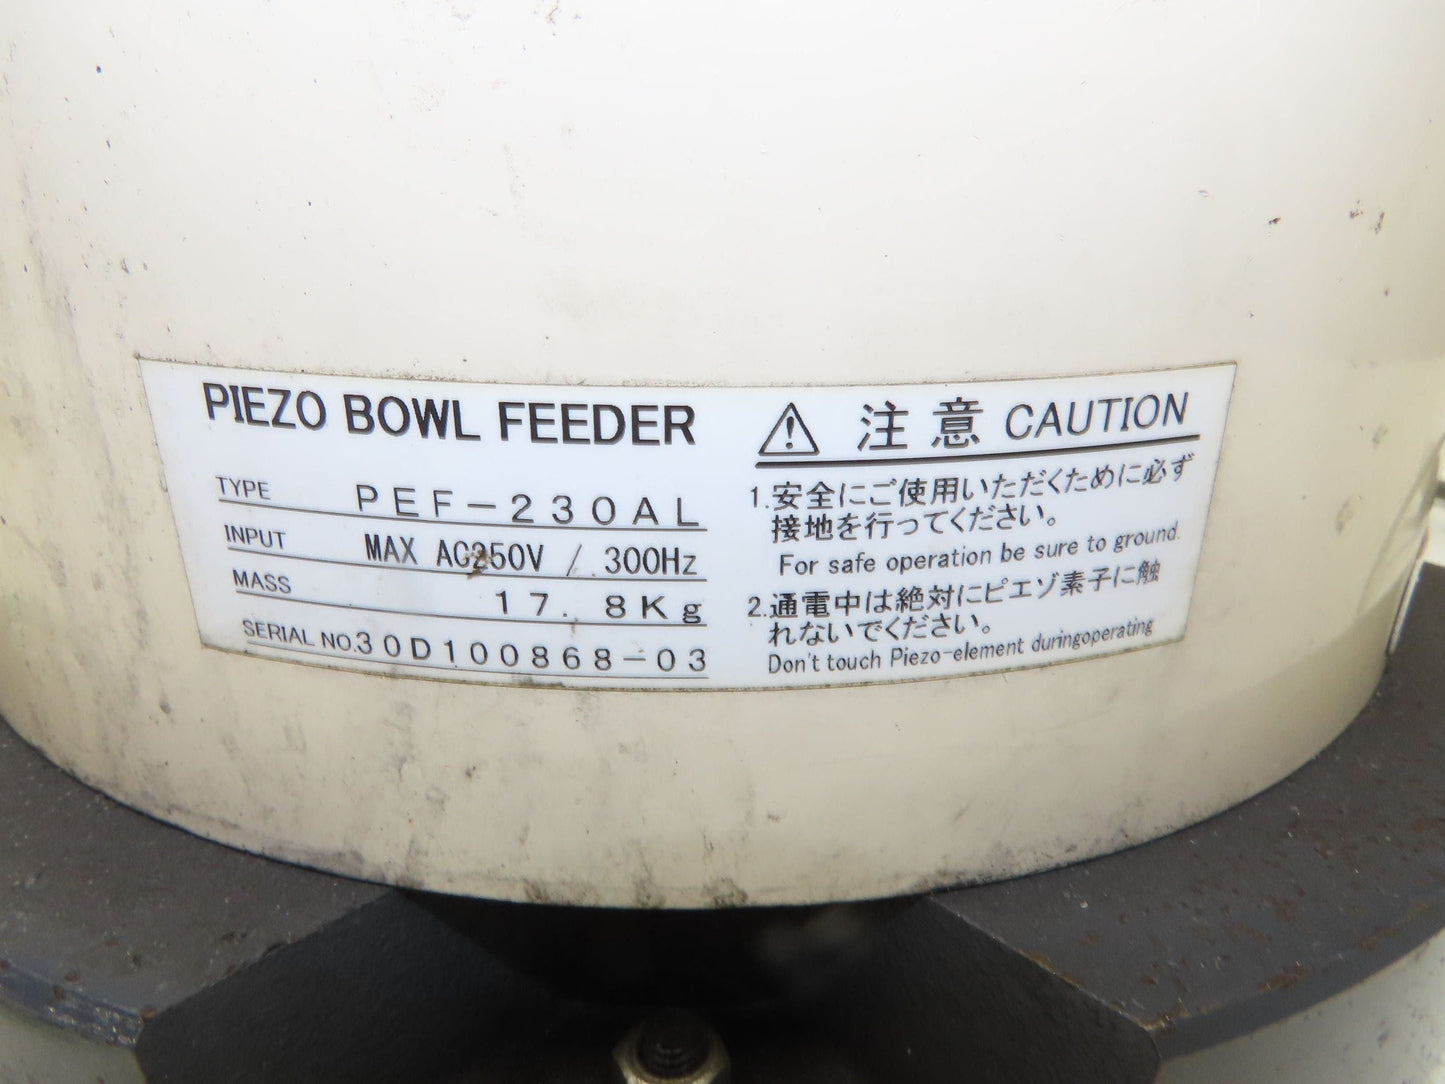 PIEZO BOWL FEEDER
TYPE PEF-230AL
INPUT MAX AC250V / 300Hz
MASS 17. 8Kg
SERIAL NO.30D100868-03
注意 CAUTION
1.安全にご使用いただくために必ず
接地を行ってください。
For safe operation be sure to ground.
2.通電中は絶対にピエゾ素子に触
れないでください。
Don't touch Piezo-element duringoperating